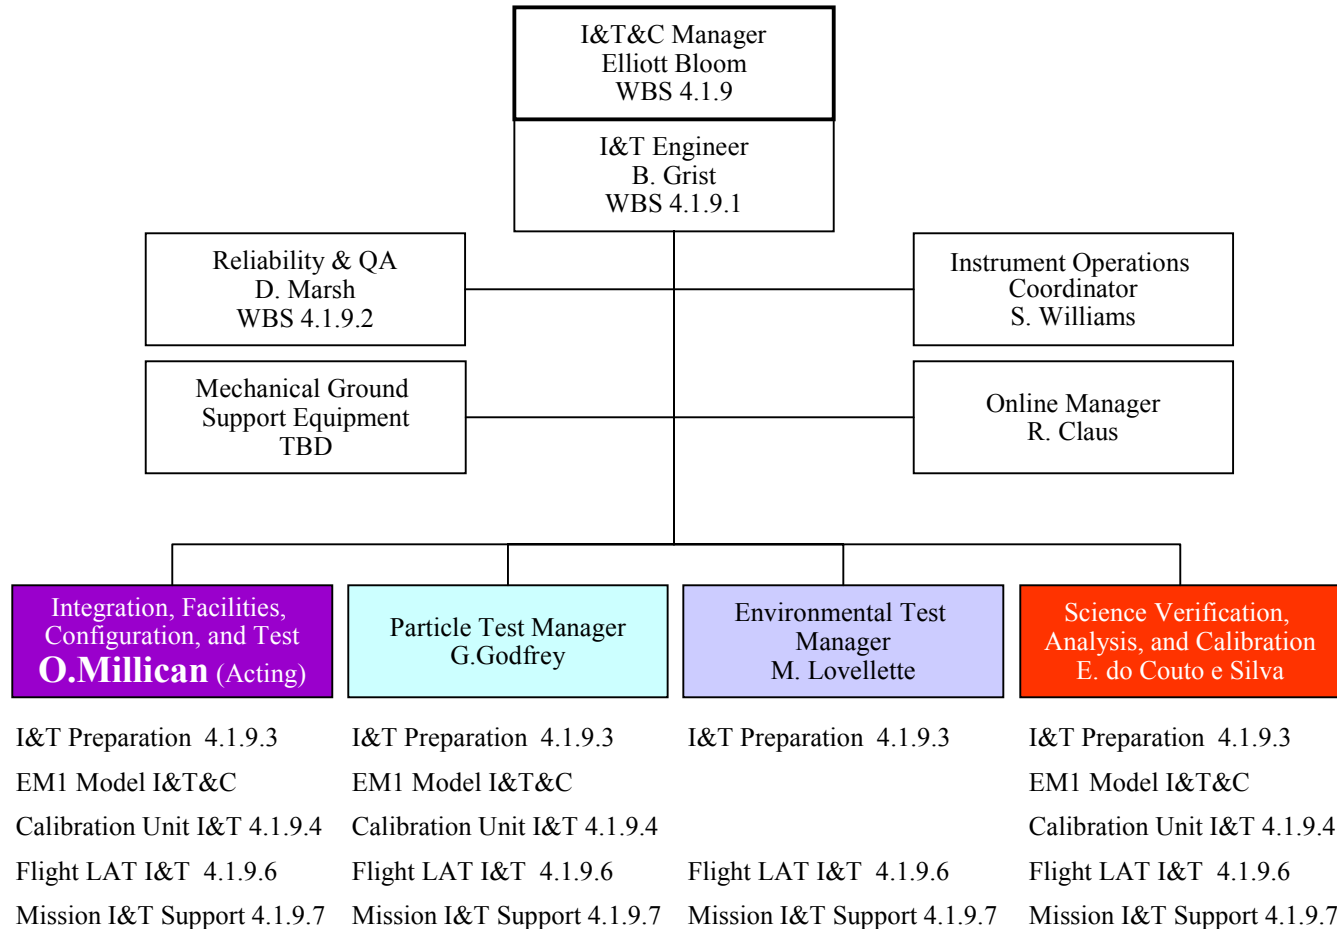 I&T&C Manager
Elliott Bloom
WBS 4.1.9
I&T Engineer
B. Grist
WBS 4.1.9.1
Reliability & QA
D. Marsh
WBS 4.1.9.2
Instrument Operations
Coordinator
S. Williams
Mechanical Ground
Support Equipment
TBD
Online Manager
R. Claus
Integration, Facilities,
Configuration, and Test
O.Millican (Acting)
Particle Test Manager
G.Godfrey
Environmental Test
Manager
M. Lovellette
Science Verification,
Analysis, and Calibration
E. do Couto e Silva
I&T Preparation 4.1.9.3
EM1 Model I&T&C
Calibration Unit I&T 4.1.9.4
Flight LAT I&T 4.1.9.6
Mission I&T Support 4.1.9.7
I&T Preparation 4.1.9.3
EM1 Model I&T&C
Calibration Unit I&T 4.1.9.4
Flight LAT I&T 4.1.9.6
Mission I&T Support 4.1.9.7
I&T Preparation 4.1.9.3
Flight LAT I&T 4.1.9.6
Mission I&T Support 4.1.9.7
I&T Preparation 4.1.9.3
EM1 Model I&T&C
Calibration Unit I&T 4.1.9.4
Flight LAT I&T 4.1.9.6
Mission I&T Support 4.1.9.7